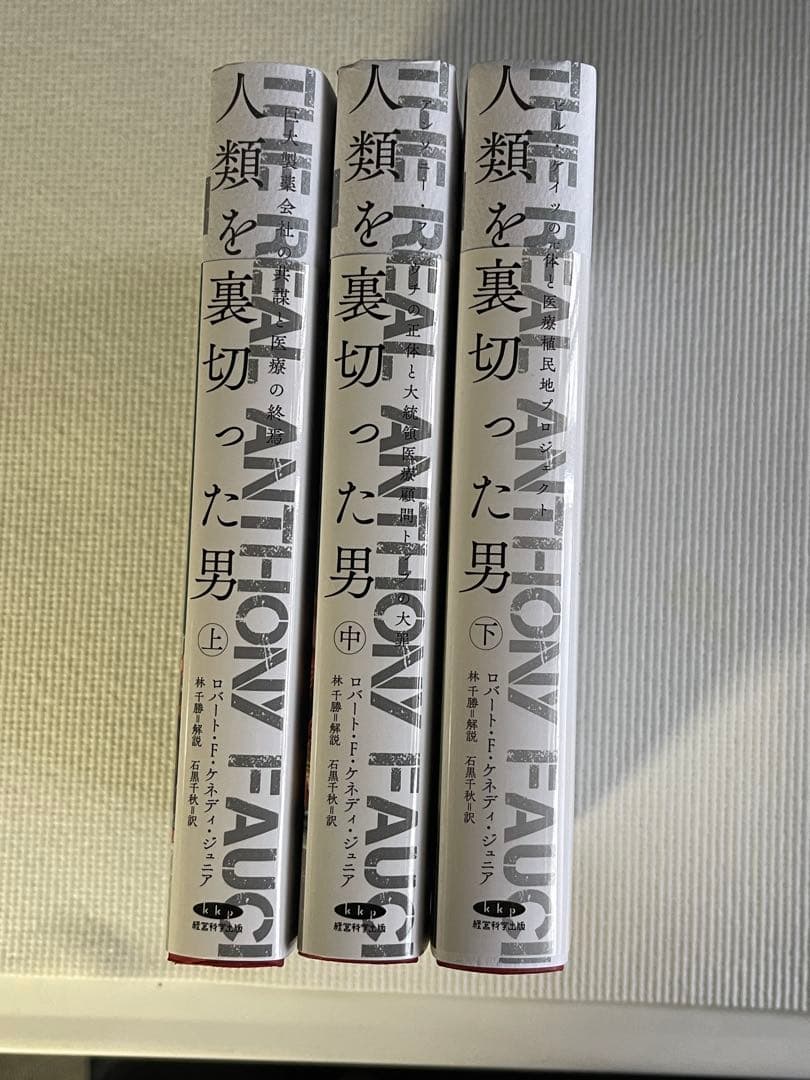 人類を裏切った男 上
巨大製薬会社の共謀と医療の終焉
THE REAL ANTHONY FAUCI
ロバート・F・ケネディ・ジュニア
林 千勝=解説 石黒千秋=訳
kkp
経営科学出版
人類を裏切った男 中
アンソニー・ファウチの正体と大統領医療顧問トップの大罪
THE REAL ANTHONY FAUCI
ロバート・F・ケネディ・ジュニア
林 千勝=解説 石黒千秋=訳
kkp
経営科学出版
人類を裏切った男 下
ビル・ゲイツの正体と医療植民地プロジェクト
THE REAL ANTHONY FAUCI
ロバート・F・ケネディ・ジュニア
林 千勝=解説 石黒千秋=訳
kkp
経営科学出版